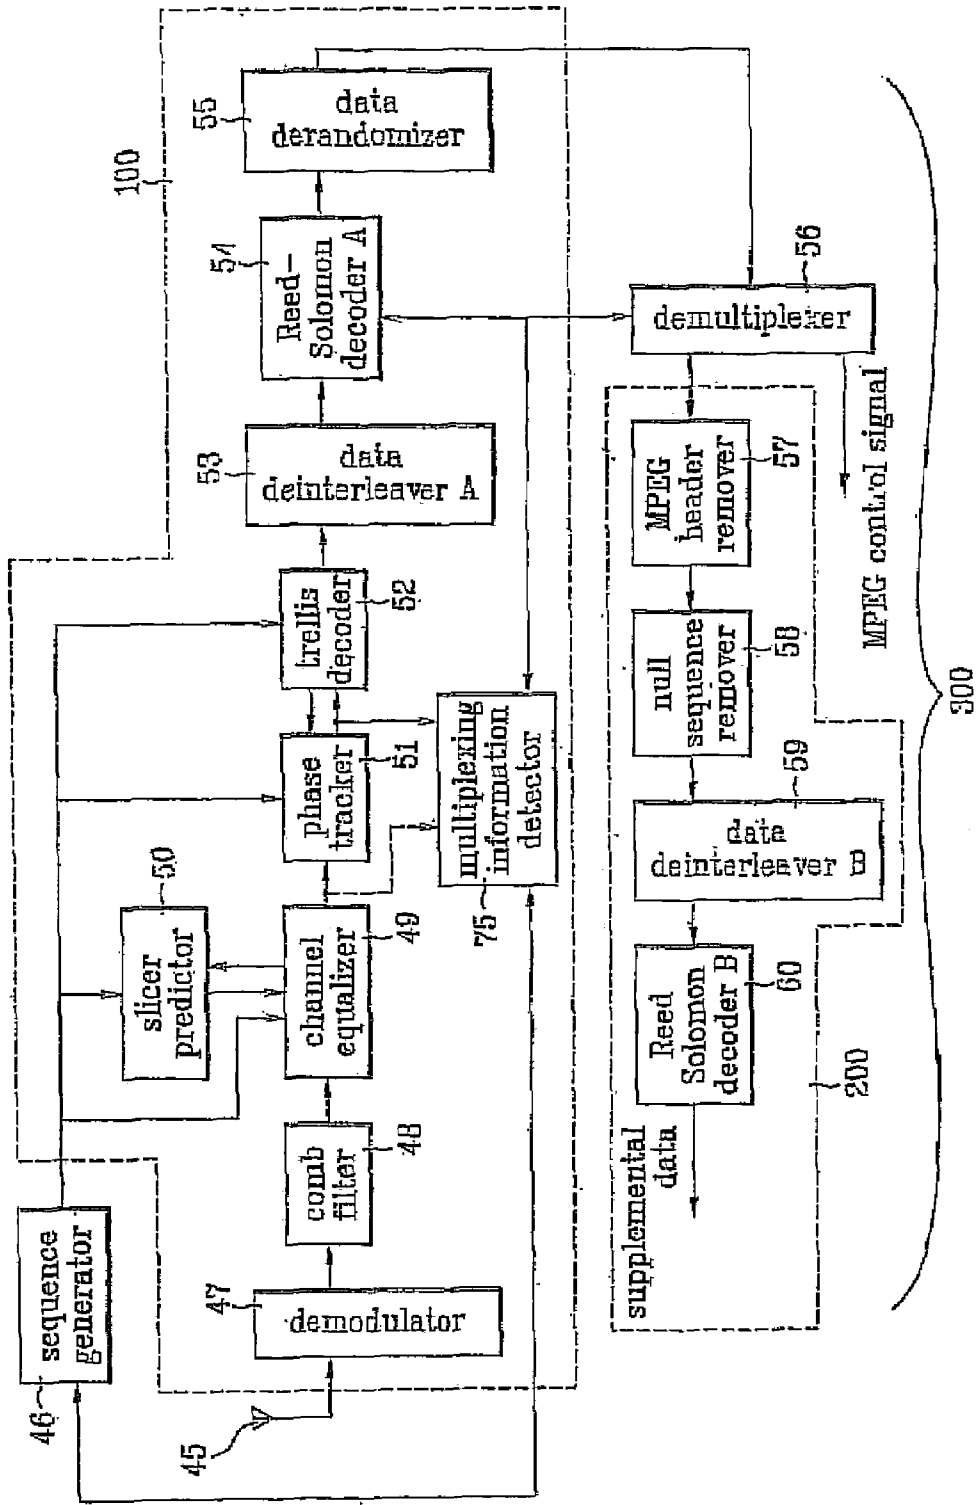 100
46
sequence
generator
45
47
demodulator
comb
filter
48
slicer
predictor
50
channel
equalizer
49
phase
tracker
51
trellis
decoder
52
53
data
deinterleaver A
54
Reed-
Solomon
decoder A
55
data
derandomizer
75
multiplexing
information
detector
demultiplexer
56
MPEG control signal
MPEG
header
remover
57
null
sequence
remover
58
data
deinterleaver B
59
Reed
Solomon
decoder B
60
supplemental
data
200
300